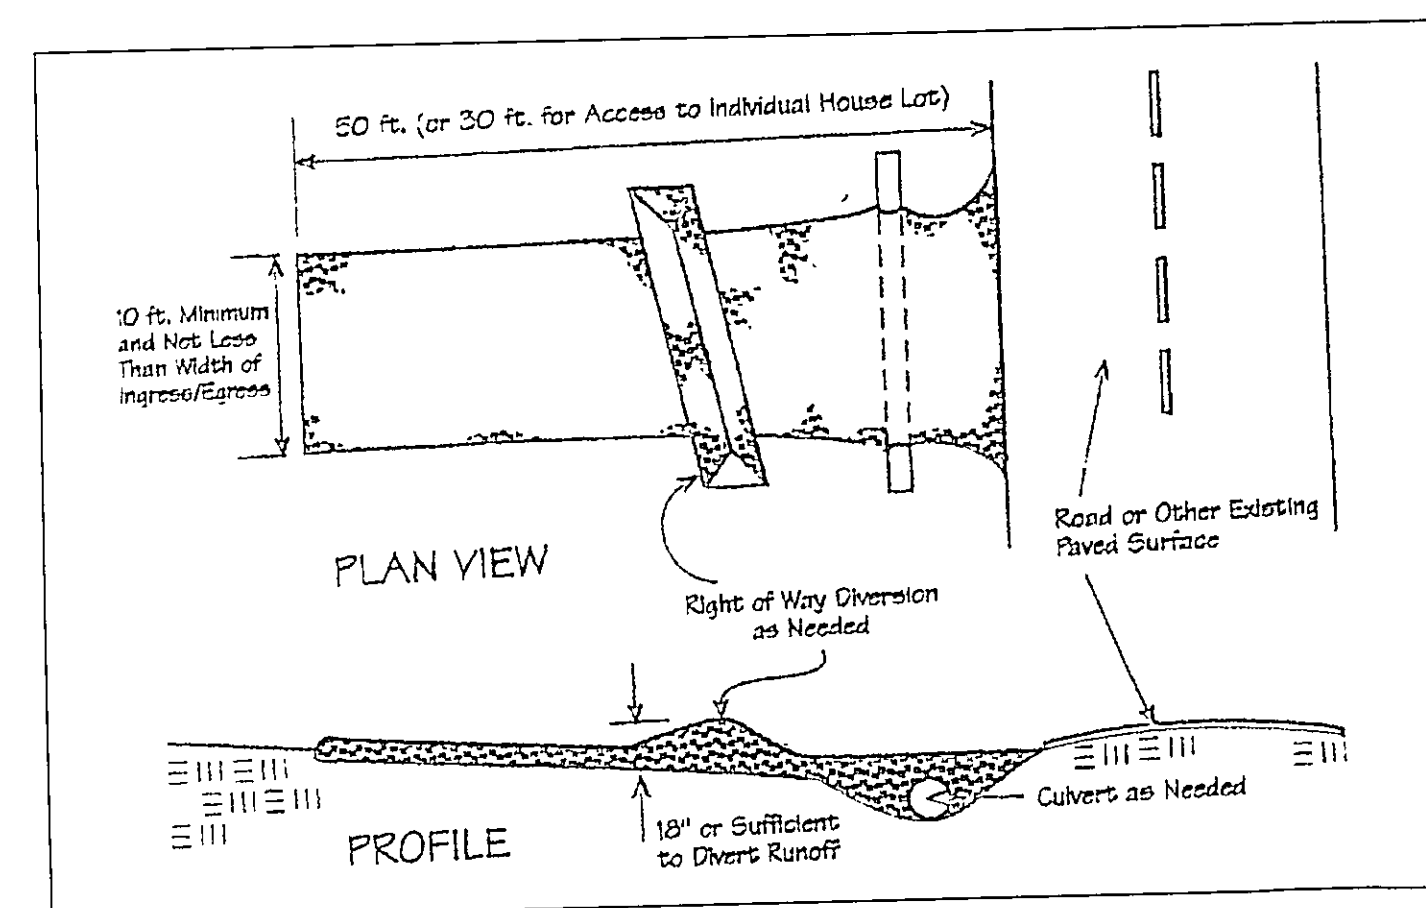 50 ft. (or 30 ft. for Access to Individual House Lot)
10 ft. Minimum
and Not Less
Than Width of
Ingress/Egress
Road or Other Existing
Paved Surface
PLAN VIEW
Right of Way Diversion
as Needed
Culvert as Needed
18" or Sufficient
to Divert Runoff
PROFILE